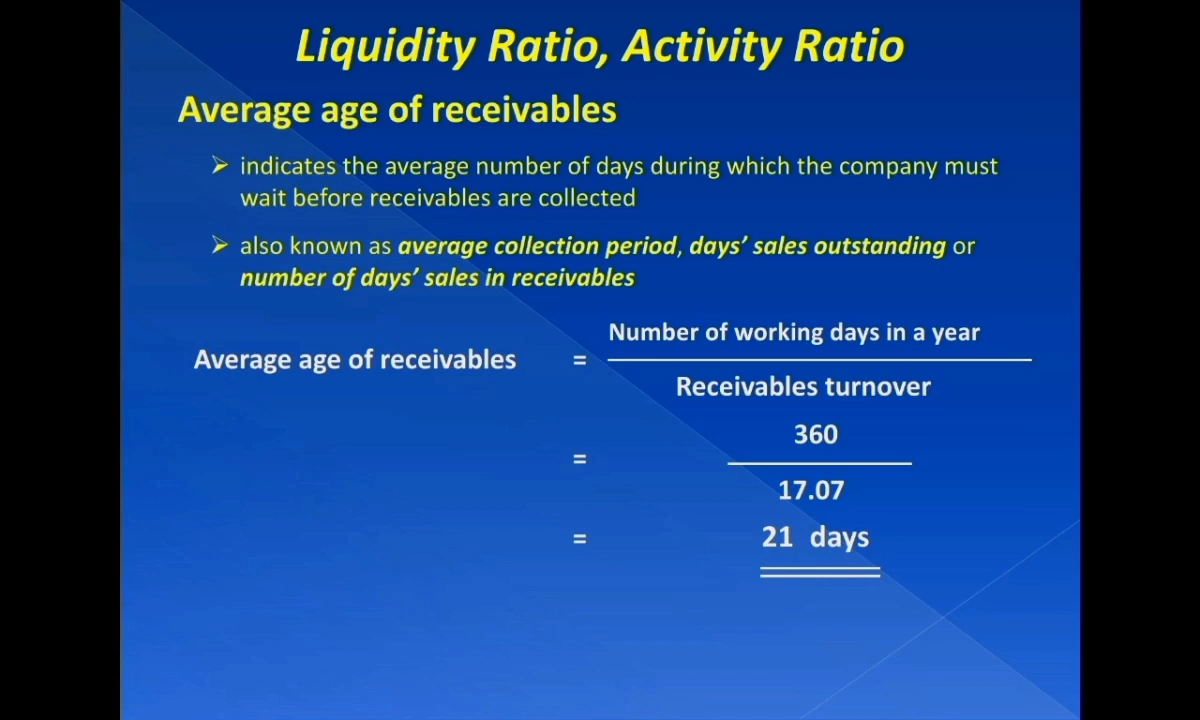 Liquidity Ratio, Activity Ratio
Average age of receivables
➢ indicates the average number of days during which the company must
wait before receivables are collected
➢ also known as average collection period, days’ sales outstanding or
number of days’ sales in receivables
Number of working days in a year
Average age of receivables =
Receivables turnover
360
=
17.07
= 21 days